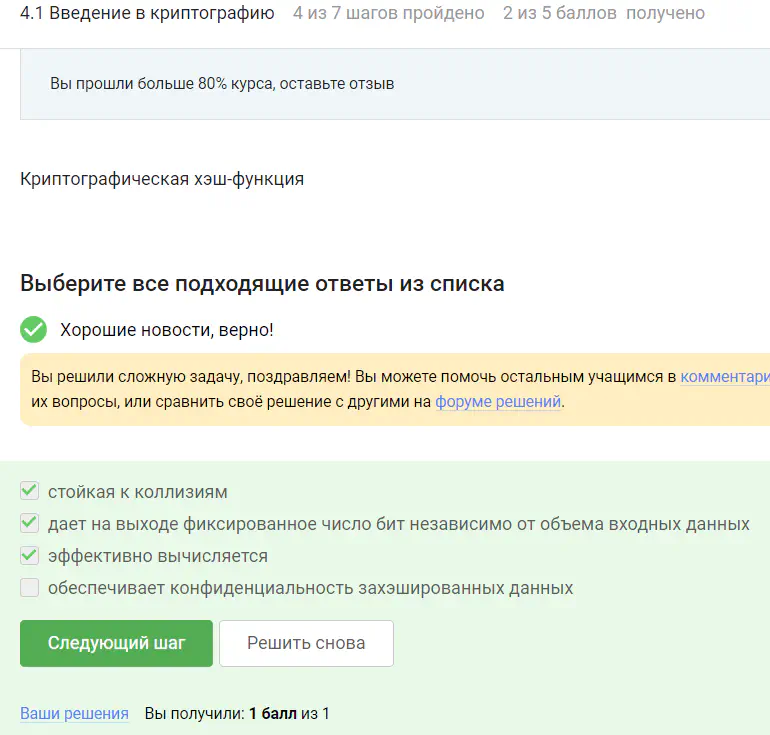 4.1 Введение в криптографию 4 из 7 шагов пройдено 2 из 5 баллов получено
Вы прошли больше 80% курса, оставьте отзыв
Криптографическая хэш-функция
Выберите все подходящие ответы из списка
Хорошие новости, верно!
Вы решили сложную задачу, поздравляем! Вы можете помочь остальным учащимся в комментари
их вопросы, или сравнить своё решение с другими на форуме решений.
стойкая к коллизиям
дает на выходе фиксированное число бит независимо от объема входных данных
эффективно вычисляется
обеспечивает конфиденциальность захэшированных данных
Следующий шаг Решить снова
Ваши решения Вы получили: 1 балл из 1